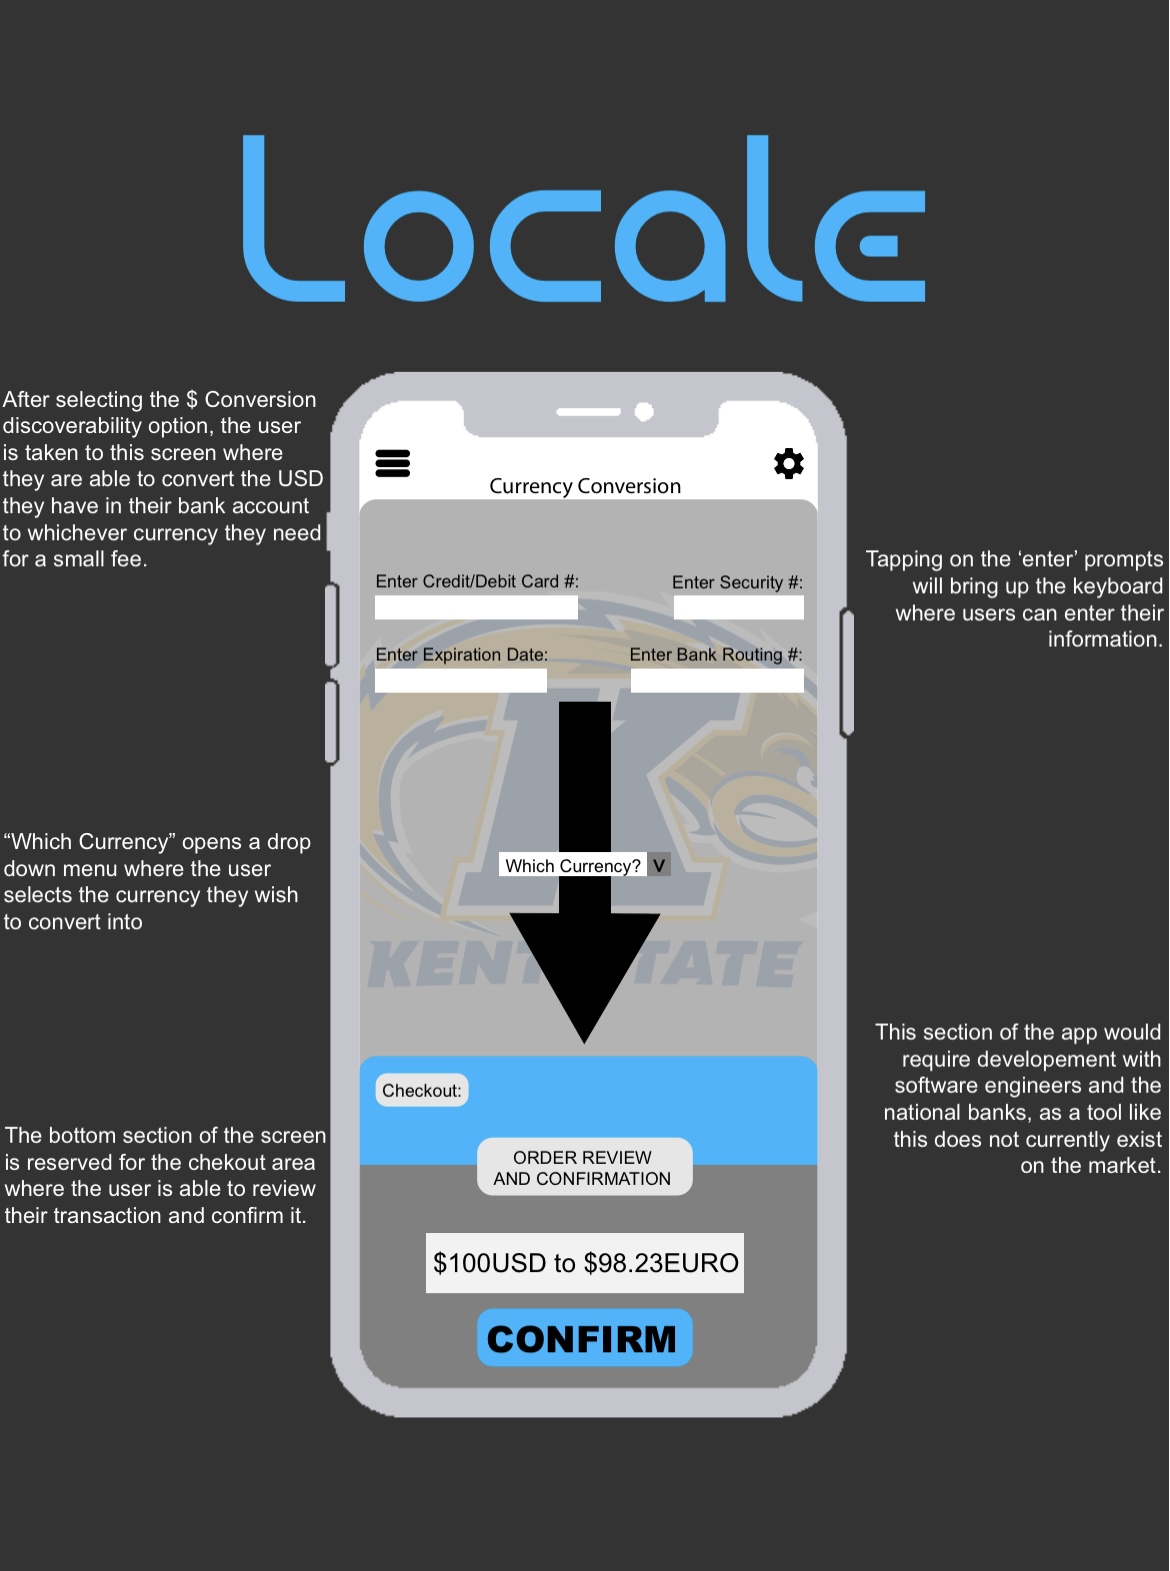 Locale
After selecting the $ Conversion
discoverability option, the user
is taken to this screen where
they are able to convert the USD
they have in their bank account
to whichever currency they need
for a small fee.
Currency Conversion
Tapping on the ‘enter’ prompts
will bring up the keyboard
where users can enter their
information.
Enter Credit/Debit Card #:
Enter Security #:
Enter Expiration Date:
Enter Bank Routing #:
K
“Which Currency” opens a drop
down menu where the user
selects the currency they wish
to convert into
Which Currency? V
KENT STATE
This section of the app would
require developement with
software engineers and the
national banks, as a tool like
this does not currently exist
on the market.
Checkout:
The bottom section of the screen
is reserved for the chekout area
where the user is able to review
their transaction and confirm it.
ORDER REVIEW
AND CONFIRMATION
$100USD to $98.23EURO
CONFIRM